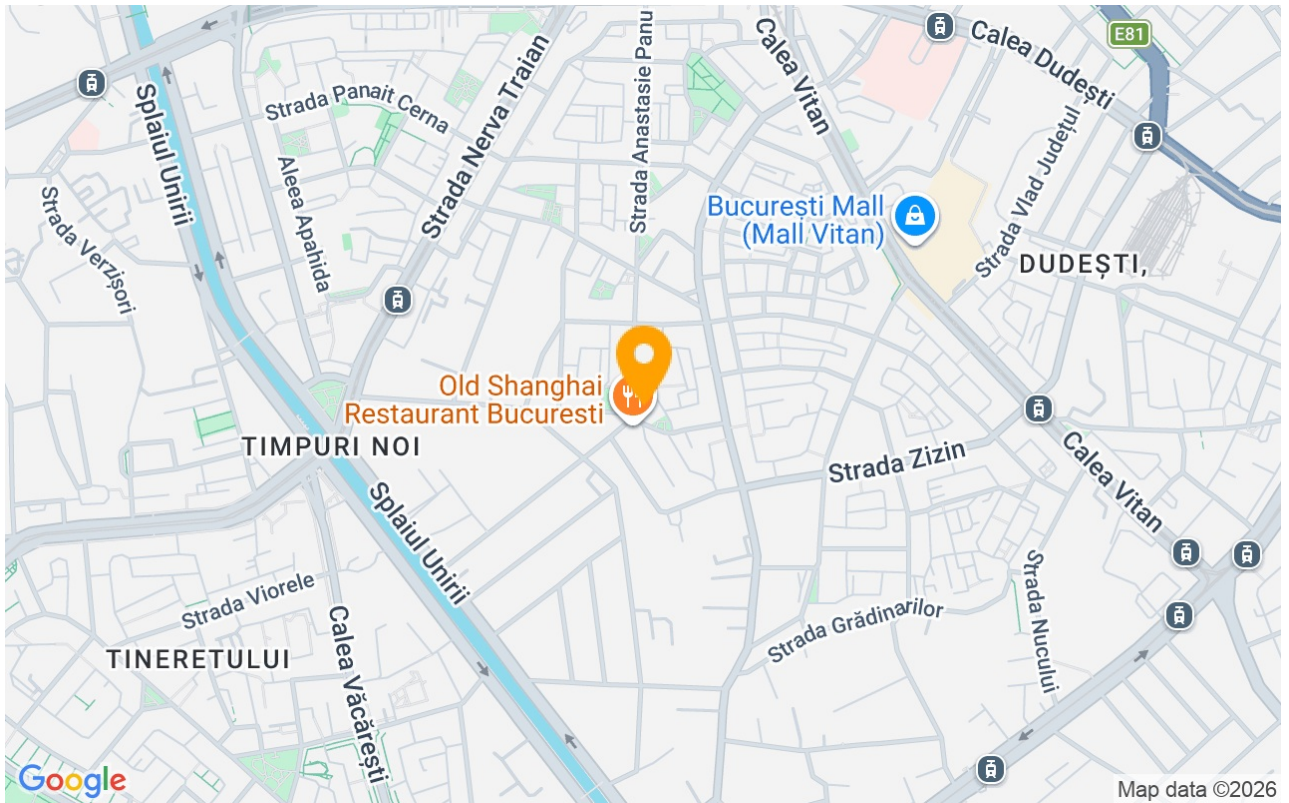 E81
Calea Dudești
Calea Vitan
Strada Anastasie Panu
Splaiul Unirii
Strada Panait Cerna
Strada Nerva Traian
Aleea Apahida
Strada Verzișori
Strada Vlad Județul
București Mall
(Mall Vitan)
DUDEȘTI,
Old Shanghai
Restaurant Bucuresti
TIMPURI NOI
Strada Zizin
Calea Vitan
Splaiul Unirii
Strada Viorele
Calea Văcărești
Strada Grădinarilor
Strada Nucului
TINERETULUI
Google
Map data ©2026